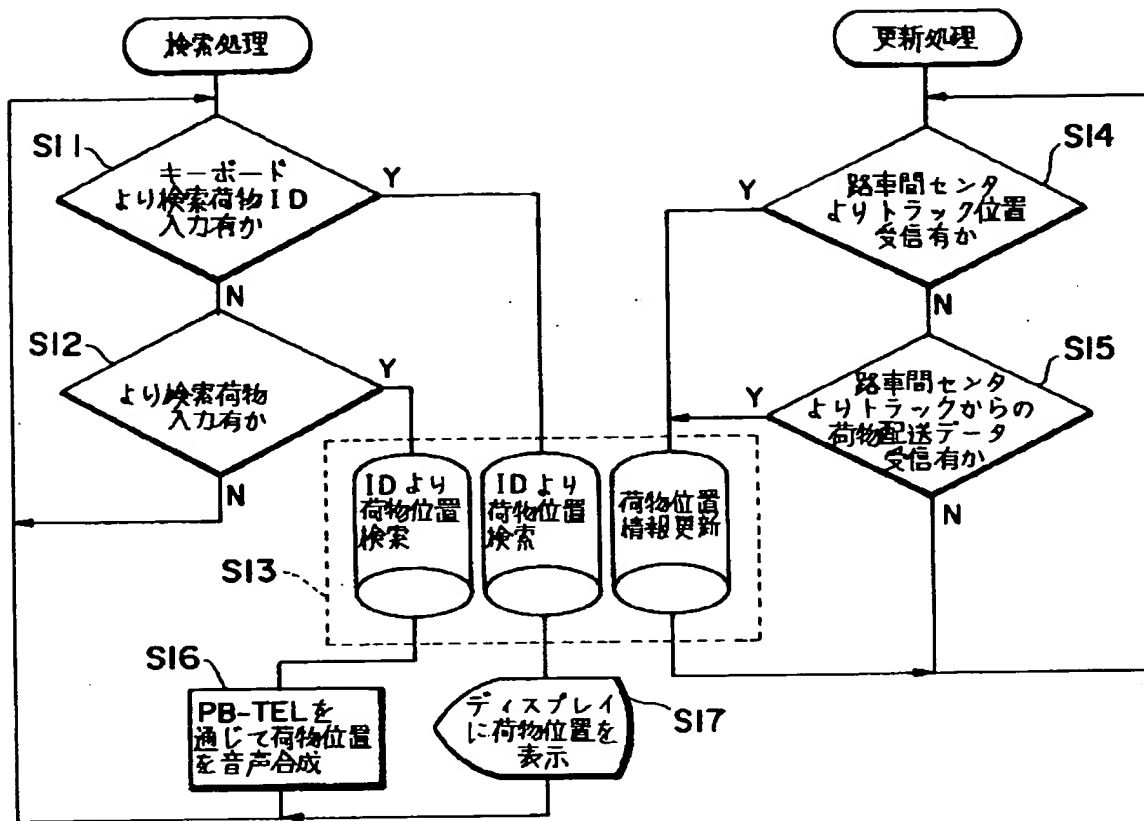 検索処理
S11
キーボード
より検索荷物ID
入力有か
Y
N
S12
より検索荷物
入力有か
Y
N
更新処理
S14
路車間センタ
よりトラック位置
受信有か
Y
N
S15
路車間センタ
よりトラックからの
荷物配送データ
受信有か
Y
N
S13
IDより
荷物位置
検索
IDより
荷物位置
検索
荷物位置
情報更新
S16
PB-TELを
通じて荷物位置
を音声合成
S17
ディスプレイ
に荷物位置を
表示